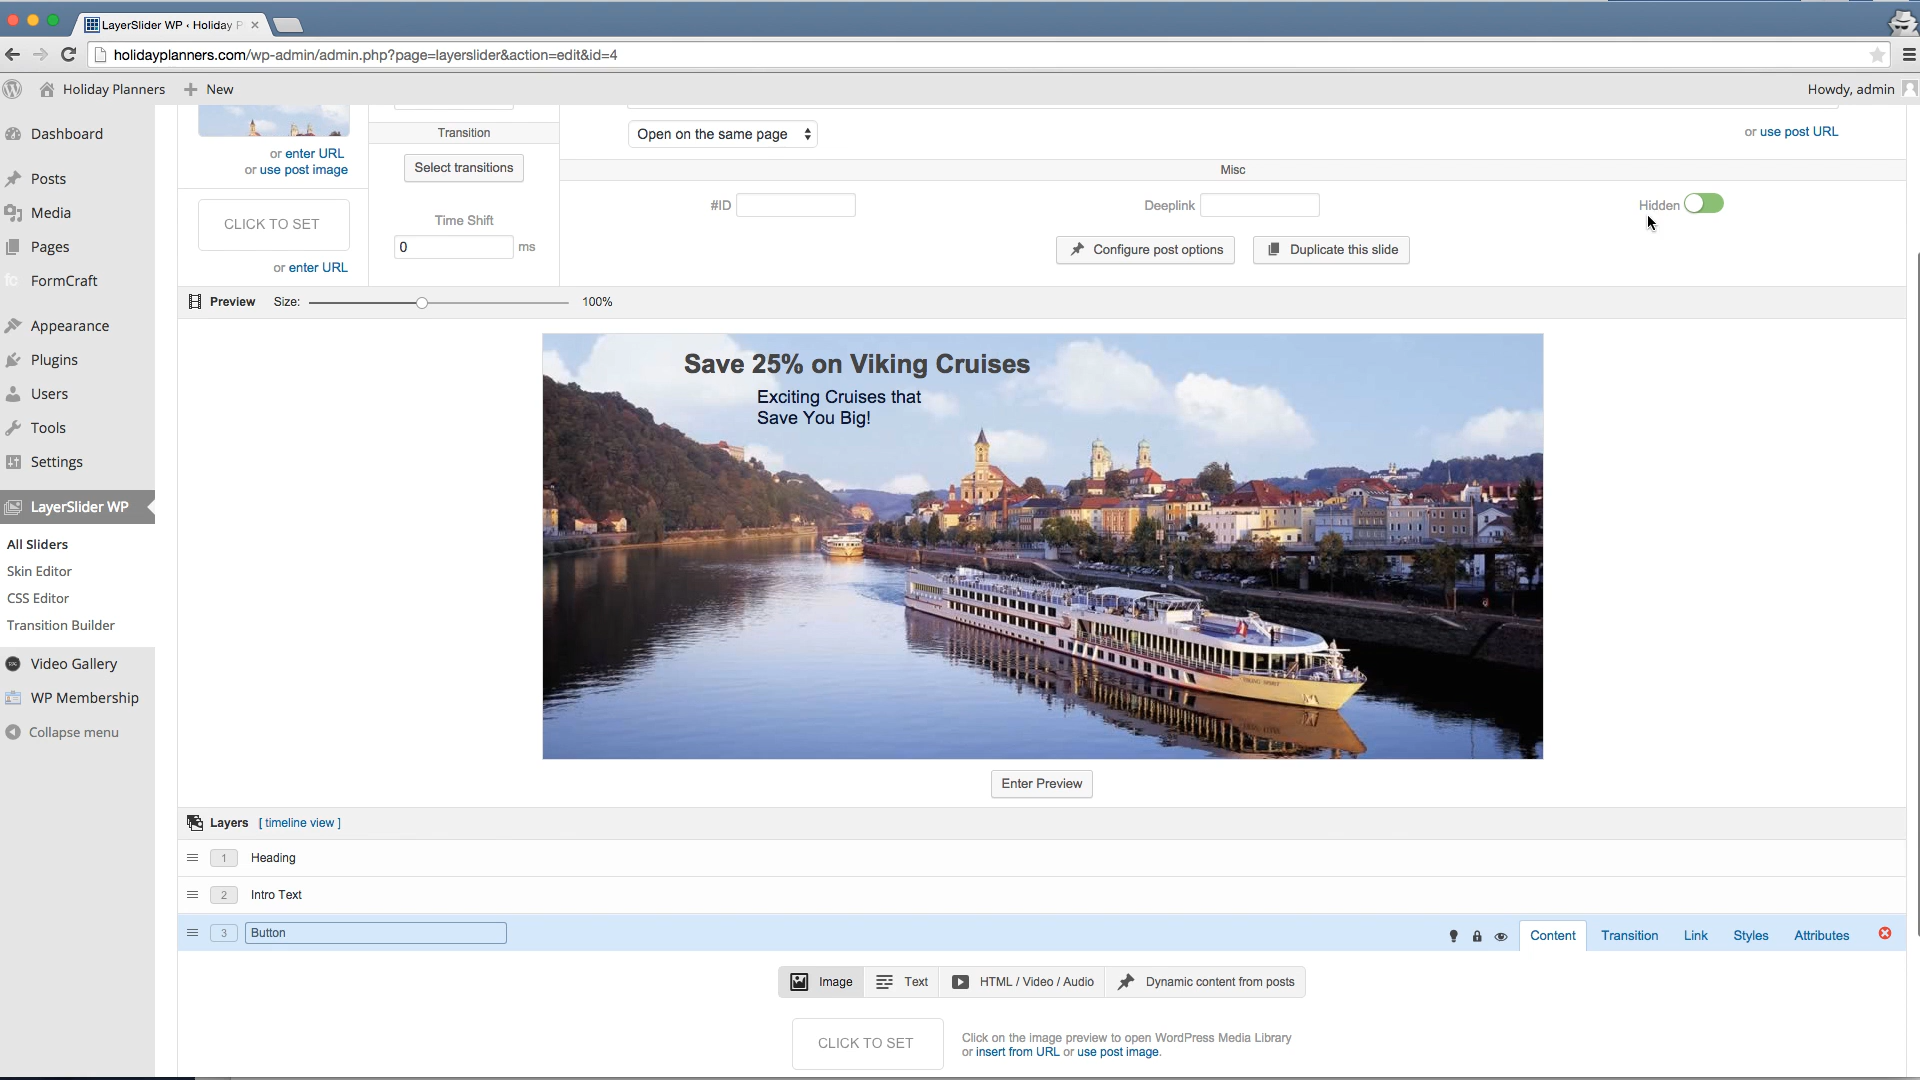 LayerSlider WP ‹ Holiday P
holidayplanners.com/wp-admin/admin.php?page=layerslider&action=edit&id=4
Holiday Planners
New
Howdy, admin
Dashboard
Posts
Media
Pages
FormCraft
Appearance
Plugins
Users
Tools
Settings
LayerSlider WP
All Sliders
Skin Editor
CSS Editor
Transition Builder
Video Gallery
WP Membership
Collapse menu
or enter URL
or use post image
CLICK TO SET
or enter URL
Transition
Select transitions
Time Shift
0 ms
Open on the same page
or use post URL
Misc
#ID
Deeplink
Hidden
Configure post options
Duplicate this slide
Preview Size: 100%
Save 25% on Viking Cruises
Exciting Cruises that
Save You Big!
Enter Preview
Layers [ timeline view ]
1 Heading
2 Intro Text
3 Button
Content Transition Link Styles Attributes
Image Text HTML / Video / Audio Dynamic content from posts
CLICK TO SET
Click on the image preview to open WordPress Media Library
or insert from URL or use post image.